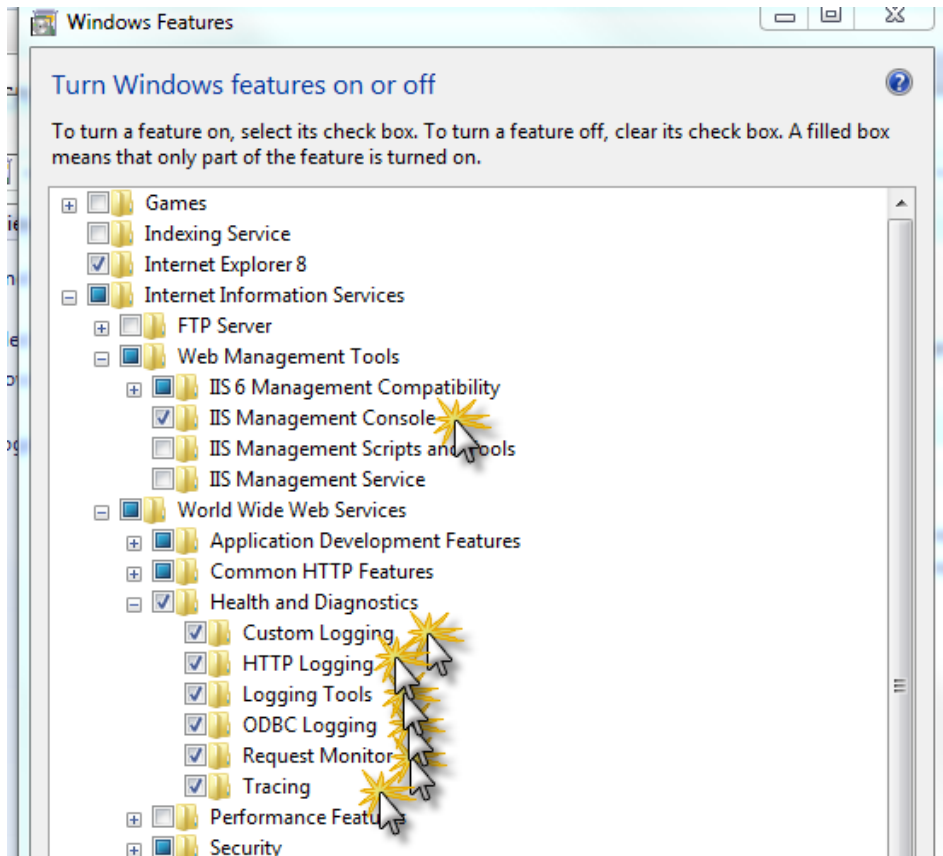 Windows Features
Turn Windows features on or off
To turn a feature on, select its check box. To turn a feature off, clear its check box. A filled box
means that only part of the feature is turned on.
Games
Indexing Service
Internet Explorer 8
Internet Information Services
FTP Server
Web Management Tools
IIS 6 Management Compatibility
IIS Management Console
IIS Management Scripts and Tools
IIS Management Service
World Wide Web Services
Application Development Features
Common HTTP Features
Health and Diagnostics
Custom Logging
HTTP Logging
Logging Tools
ODBC Logging
Request Monitor
Tracing
Performance Features
Security